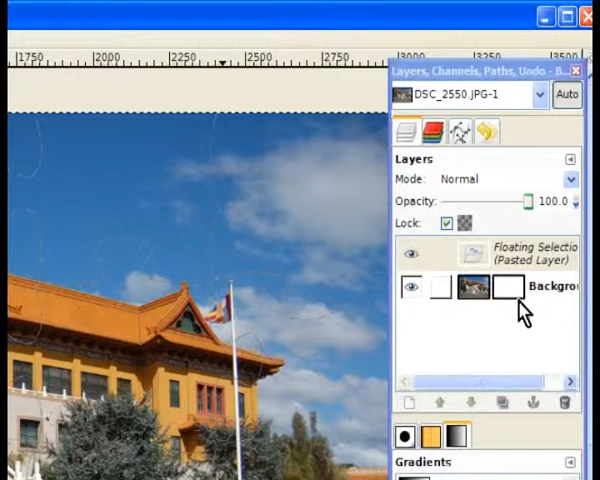 1750 2000 2250 2500 2750 3000 3250 3500
Layers, Channels, Paths, Undo - B...
DSC_2550.JPG-1 Auto
Layers
Mode: Normal
Opacity: 100.0
Lock:
Floating Selectio
(Pasted Layer)
Backgrou
Gradients